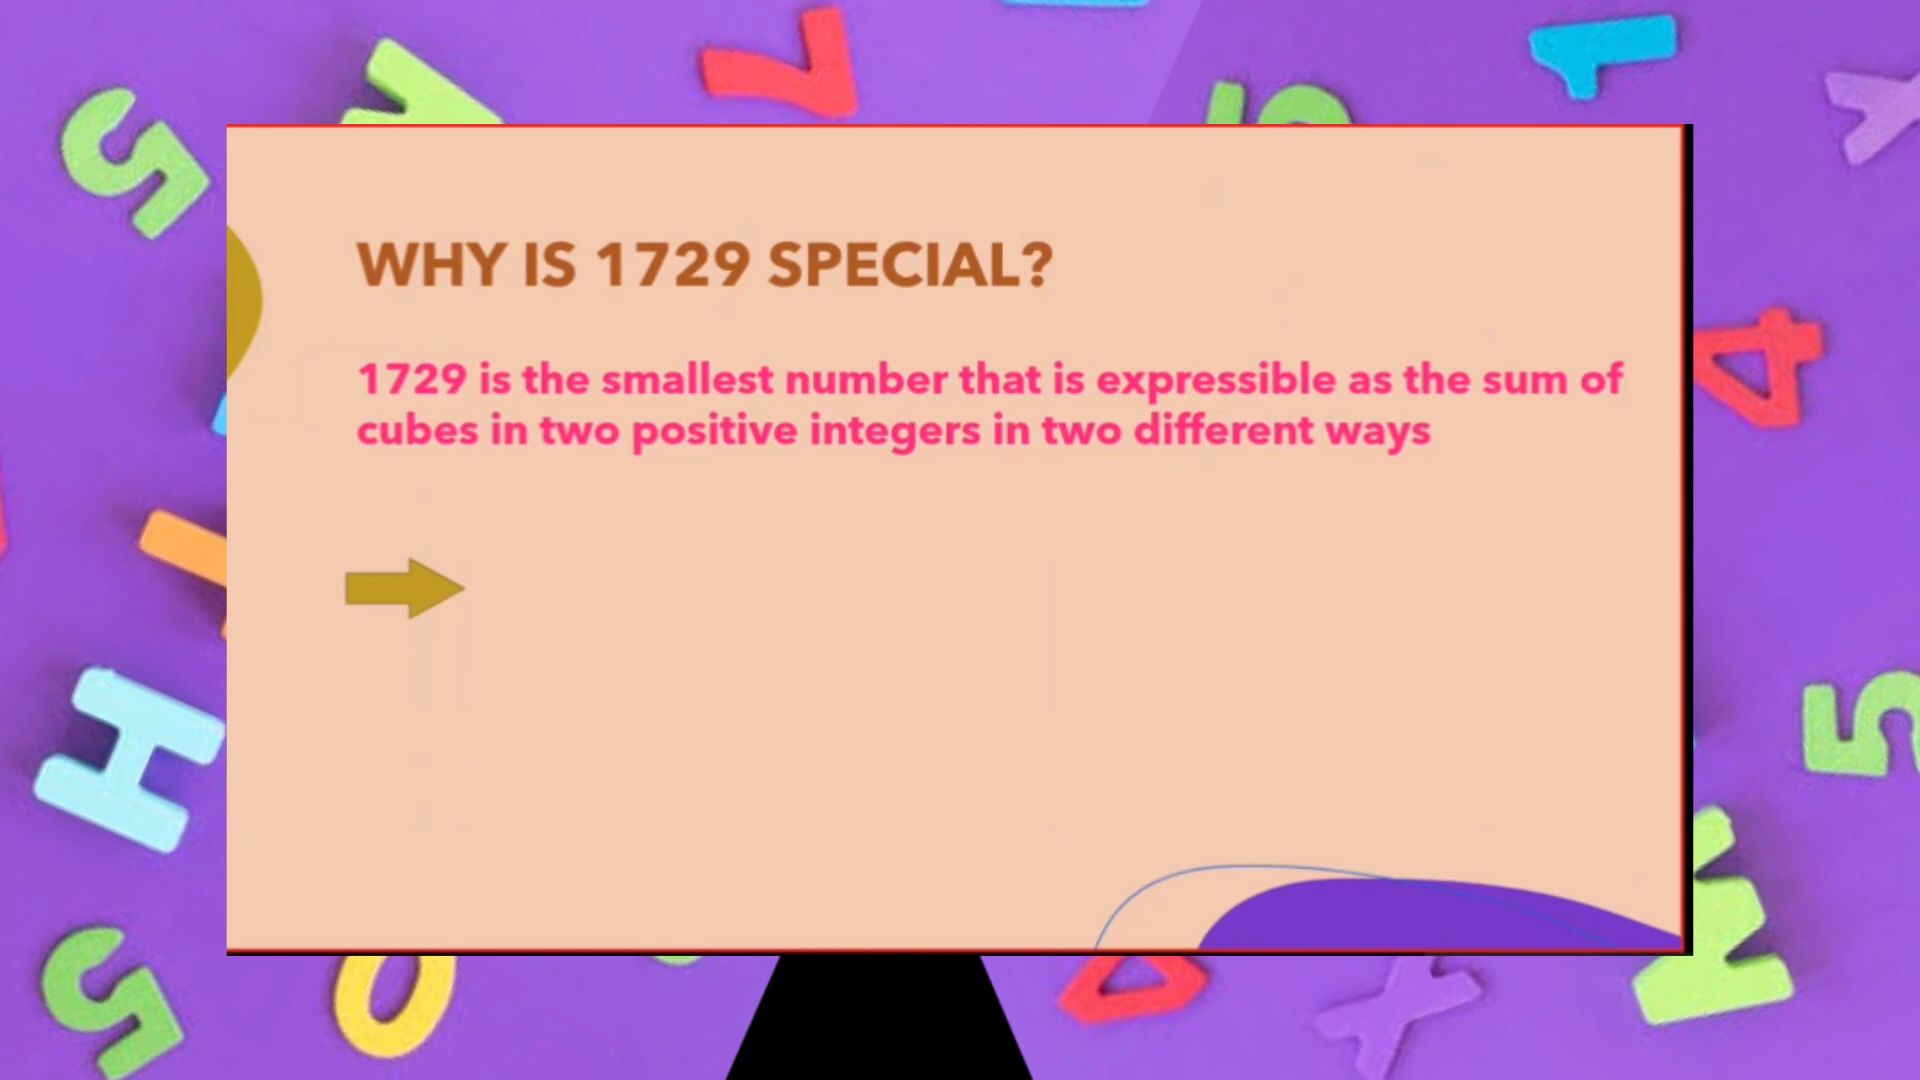 WHY IS 1729 SPECIAL?
1729 is the smallest number that is expressible as the sum of
cubes in two positive integers in two different ways